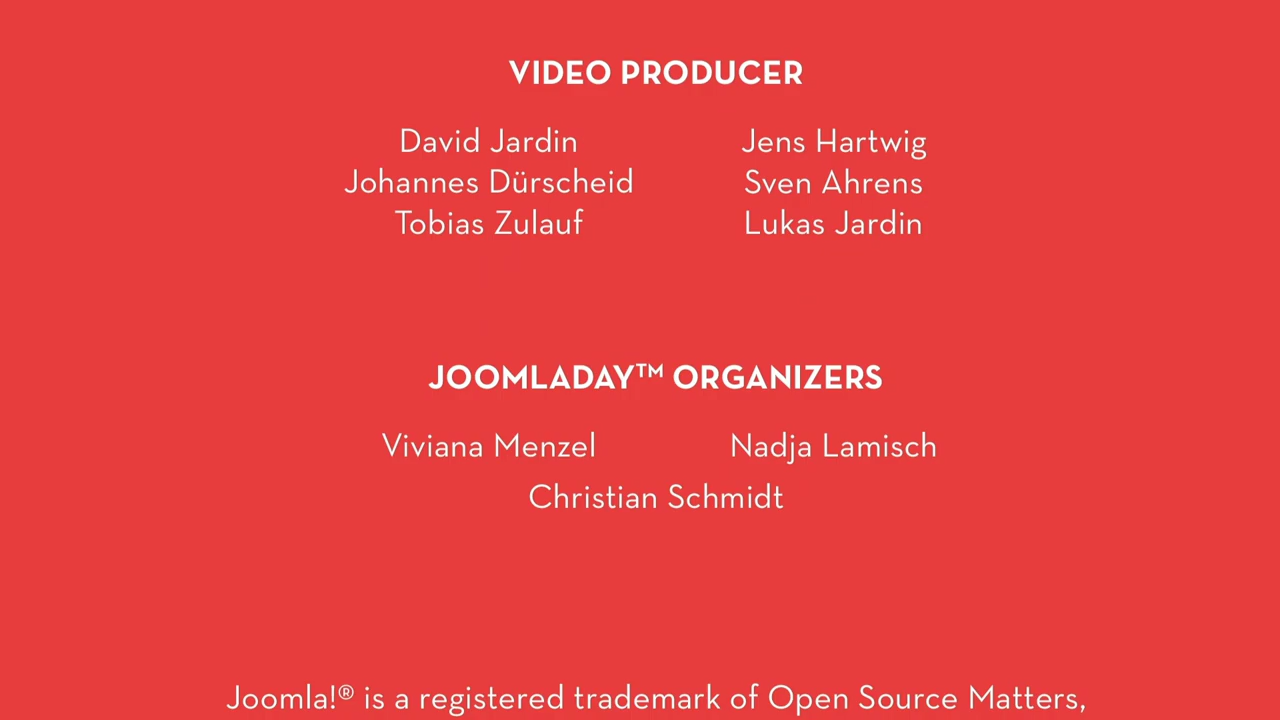 VIDEO PRODUCER
David Jardin Jens Hartwig
Johannes Dürscheid Sven Ahrens
Tobias Zulauf Lukas Jardin
JOOMLADAY™ ORGANIZERS
Viviana Menzel Nadja Lamisch
Christian Schmidt
Joomla!® is a registered trademark of Open Source Matters,